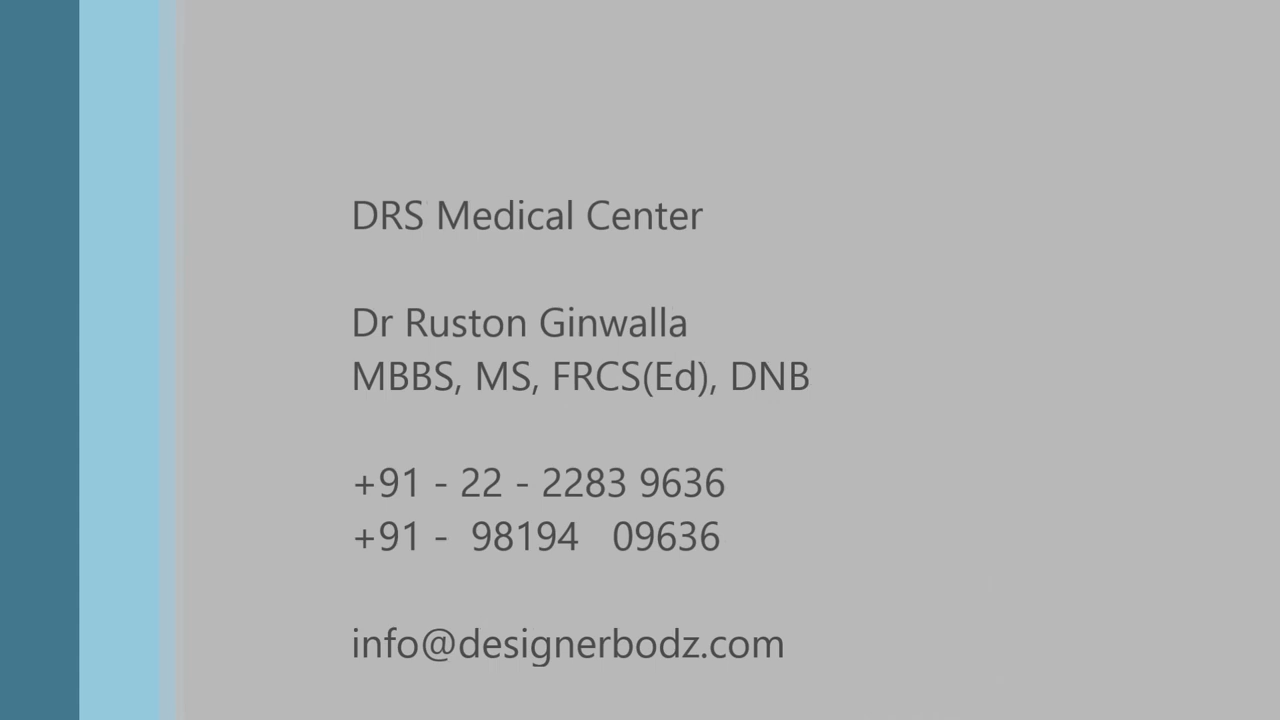 DRS Medical Center
Dr Ruston Ginwalla
MBBS, MS, FRCS(Ed), DNB
+91 - 22 - 2283 9636
+91 -  98194   09636
info@designerbodz.com